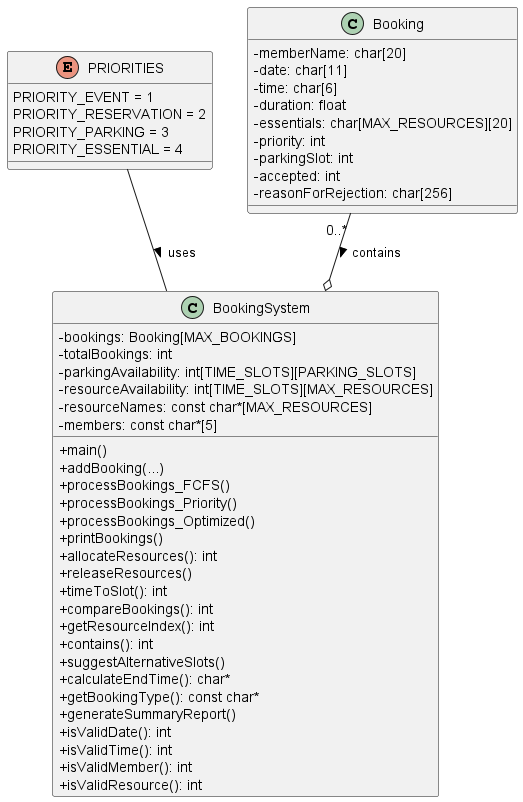 E PRIORITIES
PRIORITY_EVENT = 1
PRIORITY_RESERVATION = 2
PRIORITY_PARKING = 3
PRIORITY_ESSENTIAL = 4
C Booking
-memberName: char[20]
-date: char[11]
-time: char[6]
-duration: float
-essentials: char[MAX_RESOURCES][20]
-priority: int
-parkingSlot: int
-accepted: int
-reasonForRejection: char[256]
uses
0..*
contains
C BookingSystem
-bookings: Booking[MAX_BOOKINGS]
-totalBookings: int
-parkingAvailability: int[TIME_SLOTS][PARKING_SLOTS]
-resourceAvailability: int[TIME_SLOTS][MAX_RESOURCES]
-resourceNames: const char*[MAX_RESOURCES]
-members: const char*[5]
+main()
+addBooking(...)
+processBookings_FCFS()
+processBookings_Priority()
+processBookings_Optimized()
+printBookings()
+allocateResources(): int
+releaseResources()
+timeToSlot(): int
+compareBookings(): int
+getResourceIndex(): int
+contains(): int
+suggestAlternativeSlots()
+calculateEndTime(): char*
+getBookingType(): const char*
+generateSummaryReport()
+isValidDate(): int
+isValidTime(): int
+isValidMember(): int
+isValidResource(): int